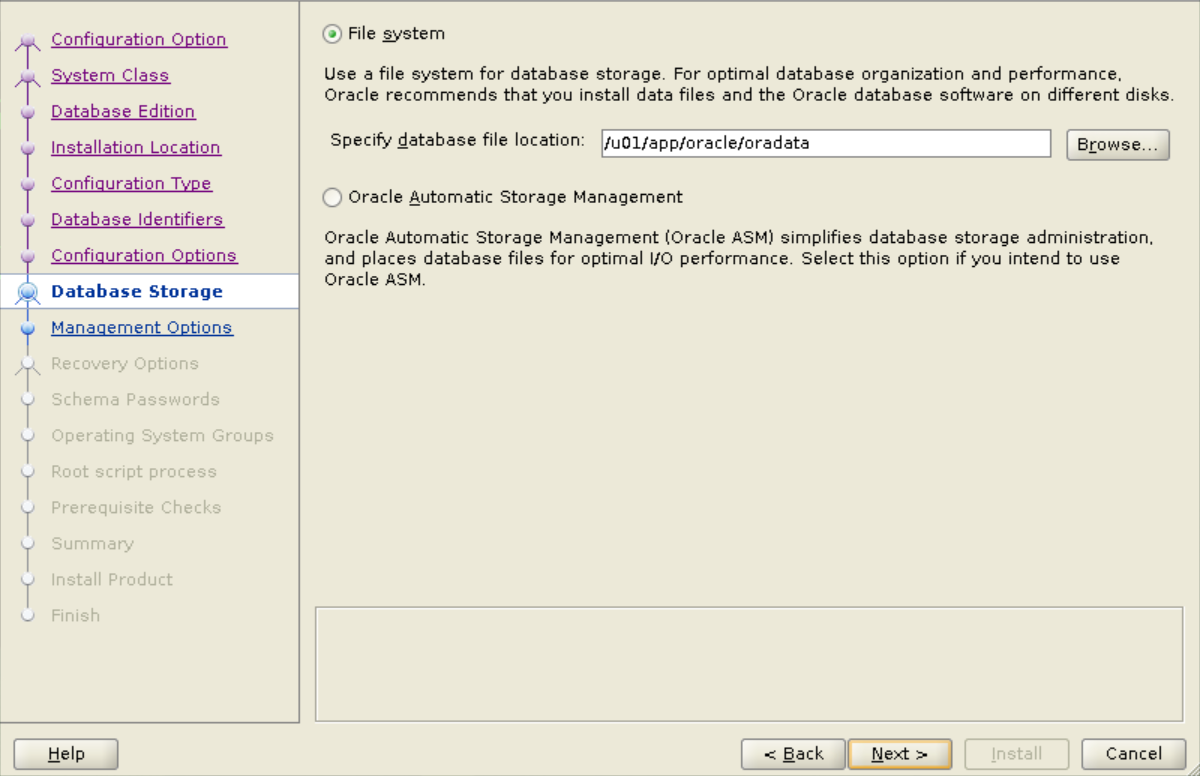 Configuration Option
System Class
Database Edition
Installation Location
Configuration Type
Database Identifiers
Configuration Options
Database Storage
Management Options
Recovery Options
Schema Passwords
Operating System Groups
Root script process
Prerequisite Checks
Summary
Install Product
Finish
File system
Use a file system for database storage. For optimal database organization and performance,
Oracle recommends that you install data files and the Oracle database software on different disks.
Specify database file location: /u01/app/oracle/oradata Browse...
Oracle Automatic Storage Management
Oracle Automatic Storage Management (Oracle ASM) simplifies database storage administration,
and places database files for optimal I/O performance. Select this option if you intend to use
Oracle ASM.
Help < Back Next > Install Cancel